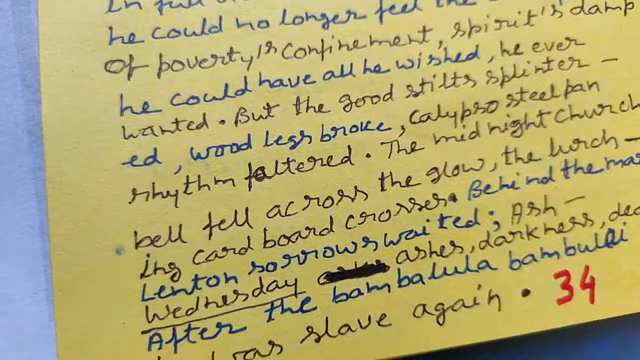 he could no longer feel the
Of poverty's confinement, spirit's damp
he could have all he wished, he ever
wanted. But the good stilts splinter-
ed, wood legs broke, calypso steel pan
rhythm faltered. The midnight church
bell fell across the glow, the lurch-
ing card board crosses. Behind the mas
Lenton sorrows waited; Ash-
Wednesday ashes, darkness, dea
After the bambalula bambulai
was slave again. 34